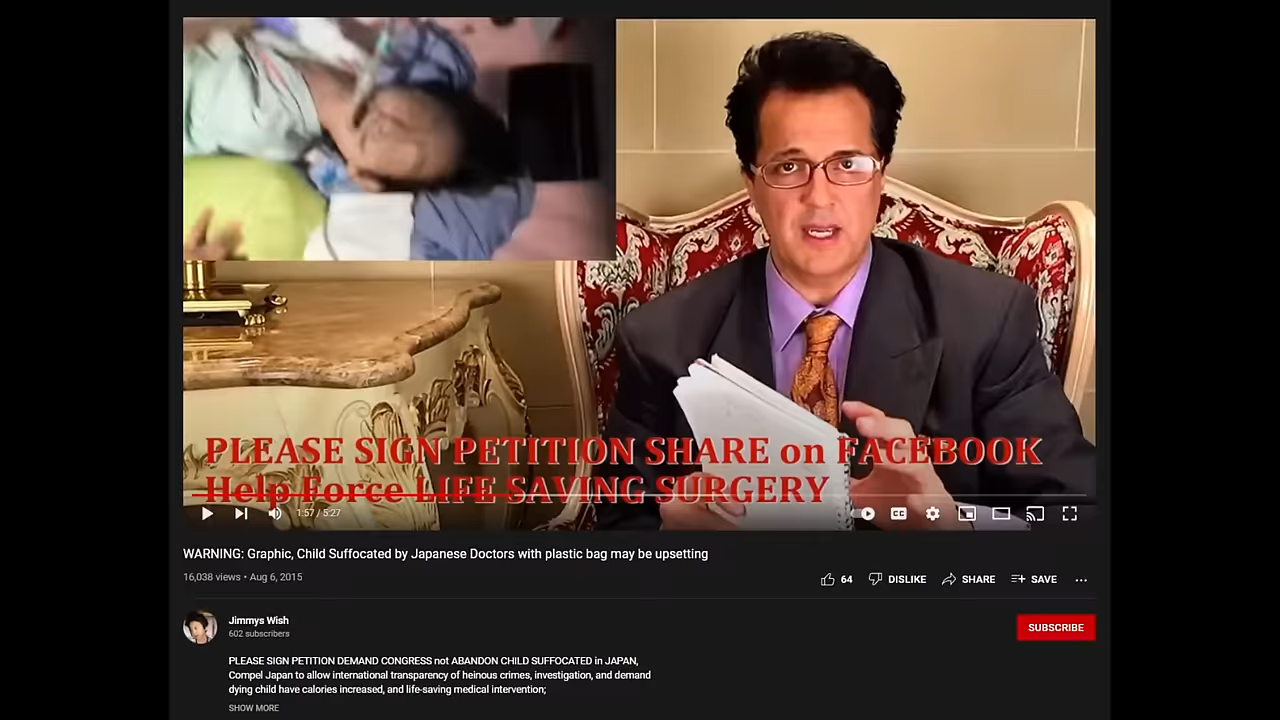 PLEASE SIGN PETITION SHARE on FACEBOOK
Help Force LIFE SAVING SURGERY
1:57 / 5:27
CC
WARNING: Graphic, Child Suffocated by Japanese Doctors with plastic bag may be upsetting
16,038 views • Aug 6, 2015
64
DISLIKE
SHARE
SAVE
Jimmys Wish
602 subscribers
SUBSCRIBE
PLEASE SIGN PETITION DEMAND CONGRESS not ABANDON CHILD SUFFOCATED in JAPAN,
Compel Japan to allow international transparency of heinous crimes, investigation, and demand
dying child have calories increased, and life-saving medical intervention;
SHOW MORE